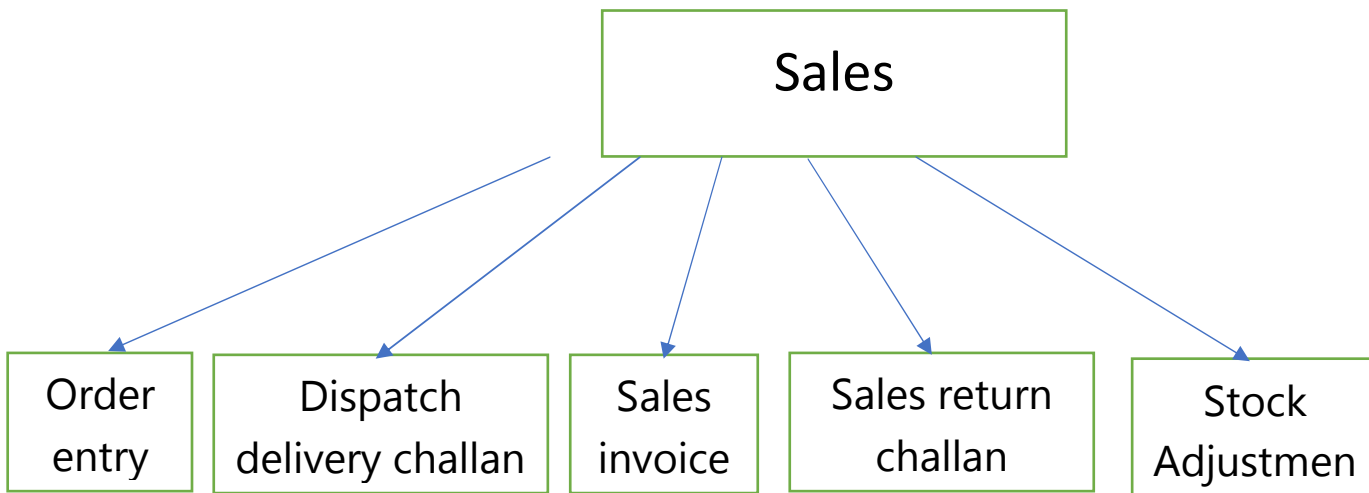 Sales
Order
entry
Dispatch
delivery challan
Sales
invoice
Sales return
challan
Stock
Adjustmen